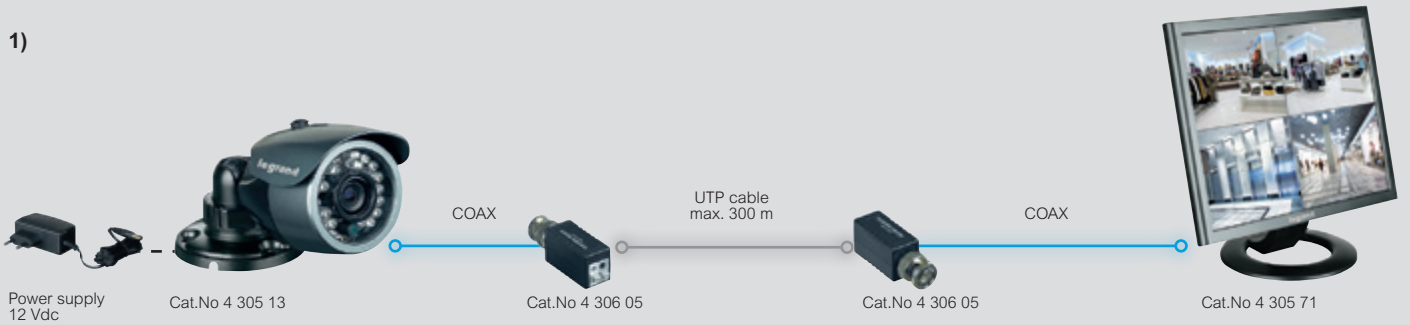 1)
legrand
COAX
UTP cable
max. 300 m
COAX
Power supply
12 Vdc
Cat.No 4 305 13
Cat.No 4 306 05
Cat.No 4 306 05
Cat.No 4 305 71